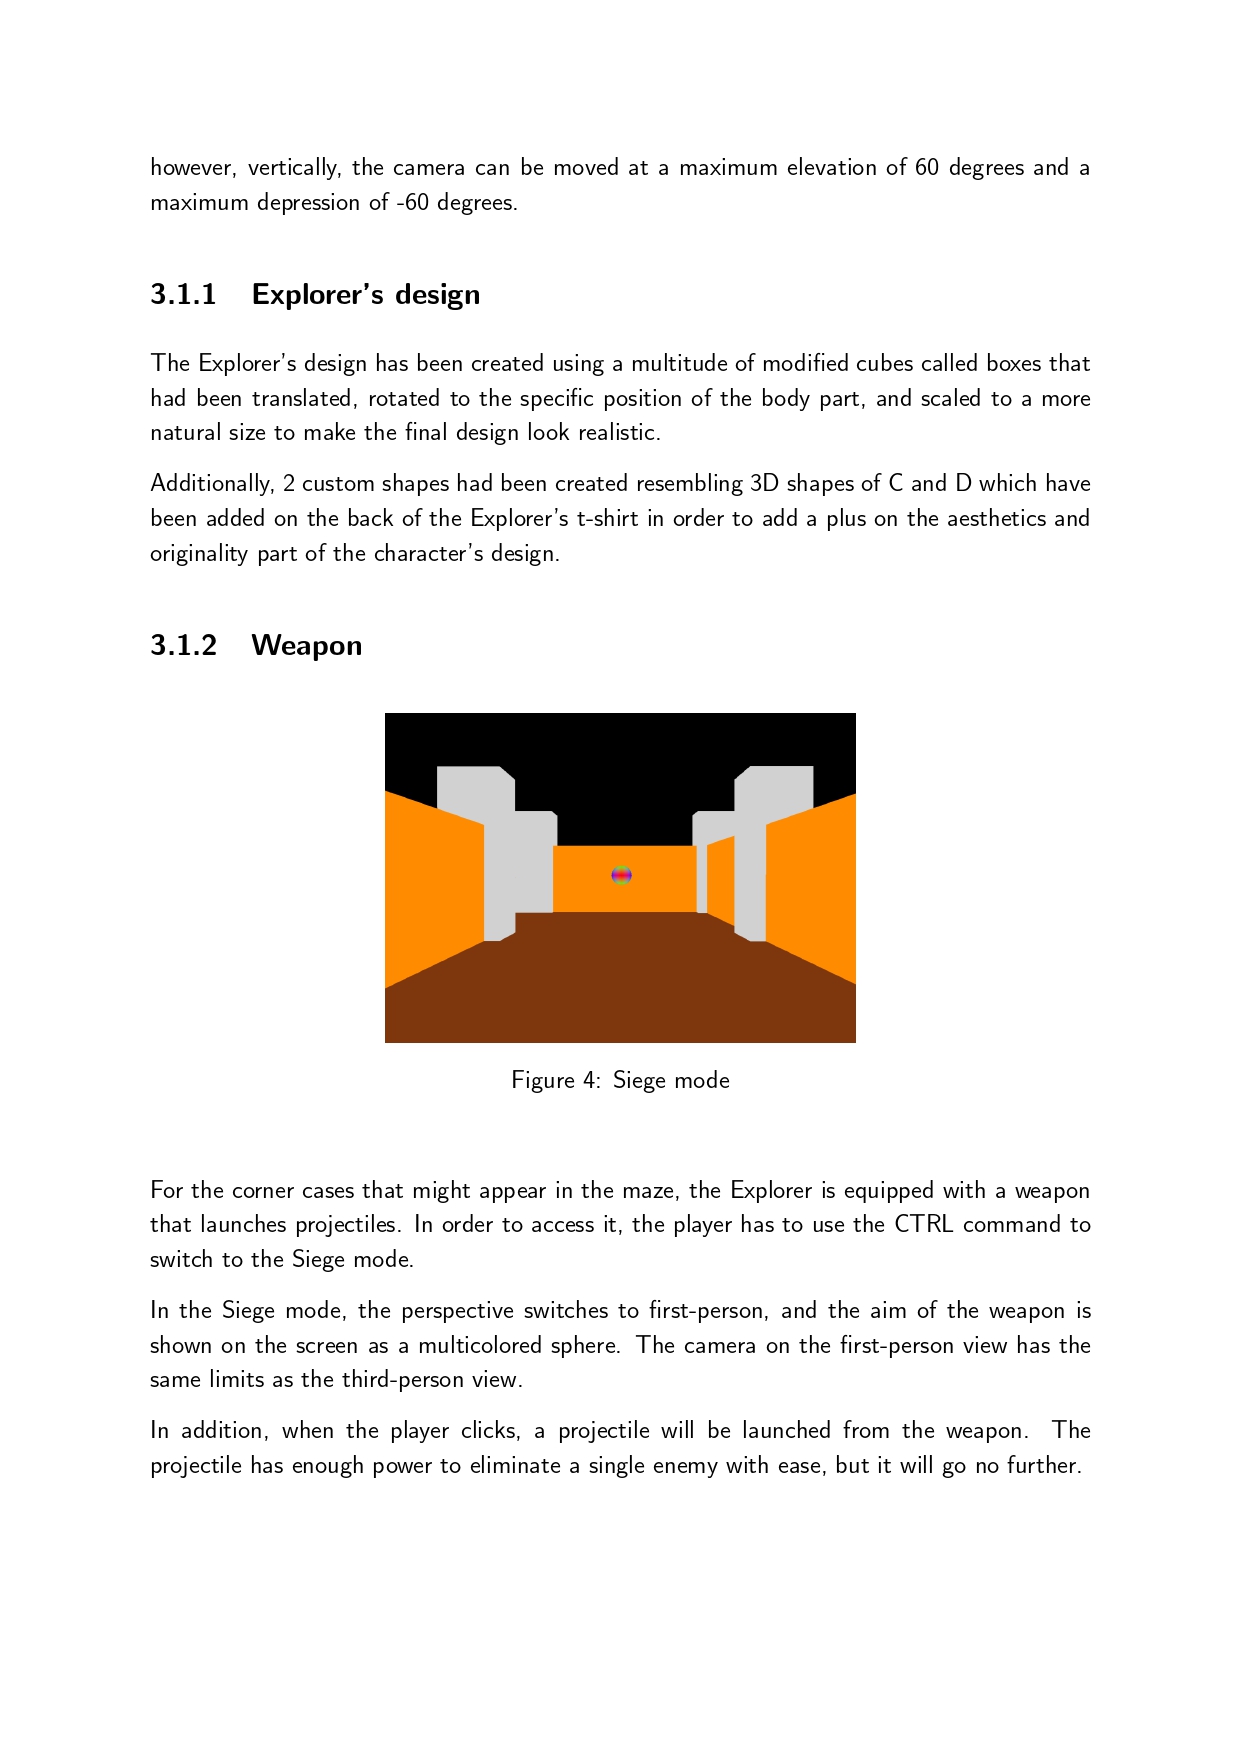 however, vertically, the camera can be moved at a maximum elevation of 60 degrees and a
maximum depression of -60 degrees.
3.1.1 Explorer's design
The Explorer's design has been created using a multitude of modified cubes called boxes that
had been translated, rotated to the specific position of the body part, and scaled to a more
natural size to make the final design look realistic.
Additionally, 2 custom shapes had been created resembling 3D shapes of C and D which have
been added on the back of the Explorer's t-shirt in order to add a plus on the aesthetics and
originality part of the character's design.
3.1.2 Weapon
Figure 4: Siege mode
For the corner cases that might appear in the maze, the Explorer is equipped with a weapon
that launches projectiles. In order to access it, the player has to use the CTRL command to
switch to the Siege mode.
In the Siege mode, the perspective switches to first-person, and the aim of the weapon is
shown on the screen as a multicolored sphere. The camera on the first-person view has the
same limits as the third-person view.
In addition, when the player clicks, a projectile will be launched from the weapon. The
projectile has enough power to eliminate a single enemy with ease, but it will go no further.